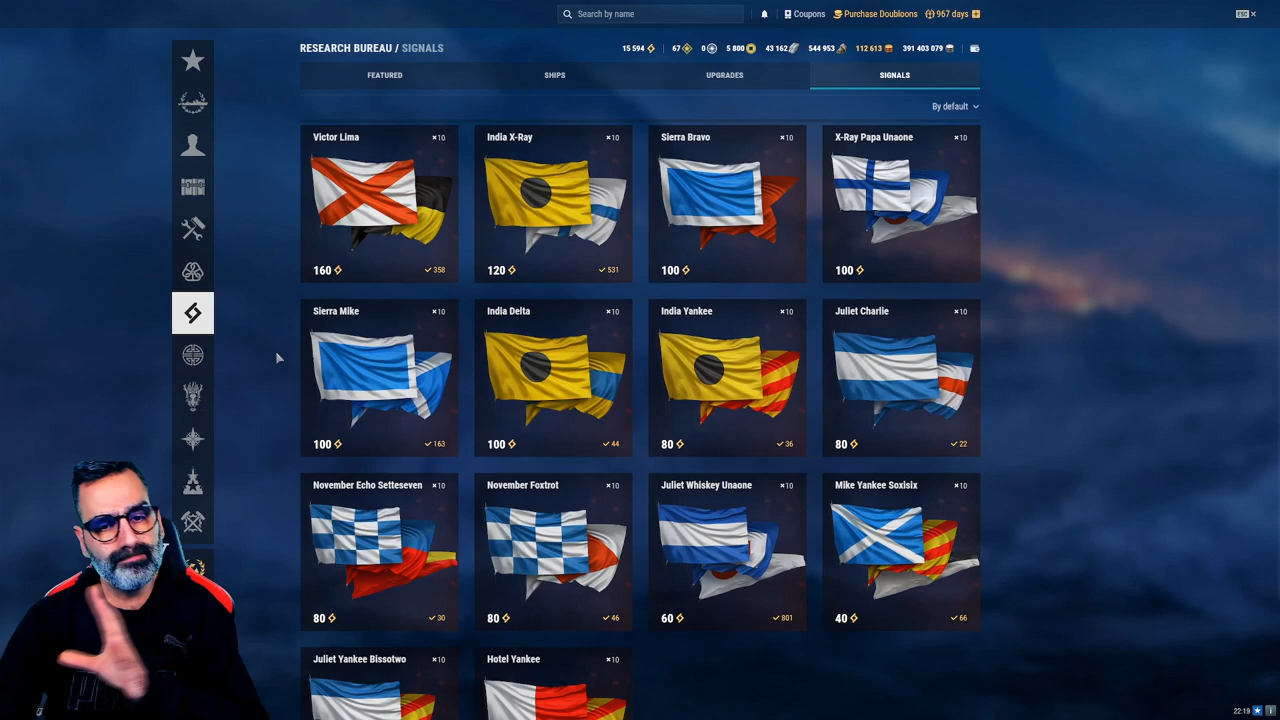 Search by name
Coupons
Purchase Doubloons
967 days
ESC
RESEARCH BUREAU / SIGNALS
15 594
67
0
5 800
43 162
544 953
112 613
391 403 079
FEATURED
SHIPS
UPGRADES
SIGNALS
By default
Victor Lima ×10
India X-Ray ×10
Sierra Bravo ×10
X-Ray Papa Unaone ×10
160 358
120 531
100
100
Sierra Mike ×10
India Delta ×10
India Yankee ×10
Juliet Charlie ×10
100 163
100 44
80 36
80 22
November Echo Setteseven ×10
November Foxtrot ×10
Juliet Whiskey Unaone ×10
Mike Yankee Soxisix ×10
80 30
80 46
60 801
40 66
Juliet Yankee Bissotwo ×10
Hotel Yankee ×10
22:19